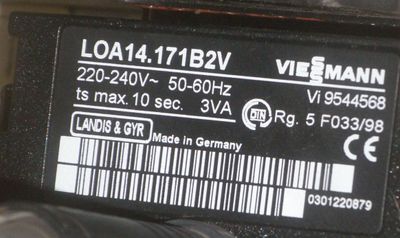 LOA14.171B2V VIESSMANN
220-240V~ 50-60Hz Vi 9544568
ts max. 10 sec. 3VA DIN Rg. 5 F033/98
LANDIS & GYR Made in Germany CE
0301220879